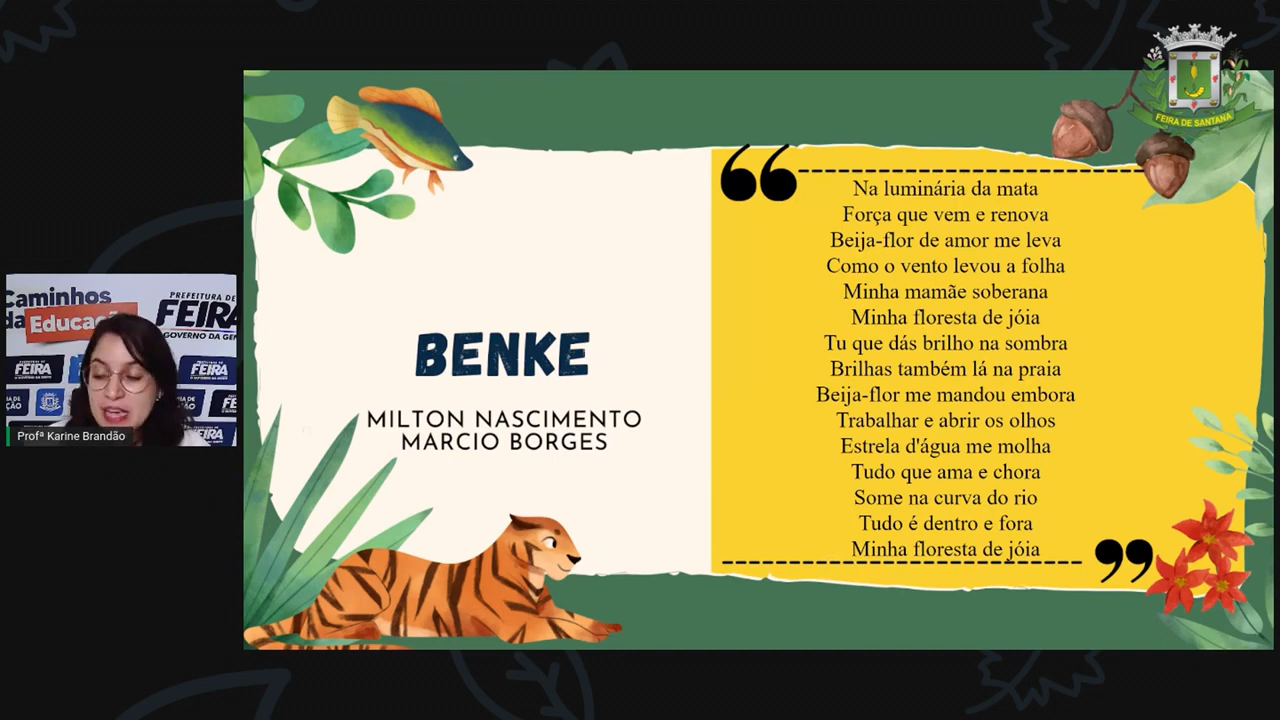 FEIRA DE SANTANA
BENKE
MILTON NASCIMENTO
MARCIO BORGES
“
Na luminária da mata
Força que vem e renova
Beija-flor de amor me leva
Como o vento levou a folha
Minha mamãe soberana
Minha floresta de jóia
Tu que dás brilho na sombra
Brilhas também lá na praia
Beija-flor me mandou embora
Trabalhar e abrir os olhos
Estrela d'água me molha
Tudo que ama e chora
Some na curva do rio
Tudo é dentro e fora
Minha floresta de jóia
”
Caminhos
da Educaç
PREFEITURA DE
FEIRA
GOVERNO DA GEN
FEIRA
FEIRA
Profª Karine Brandão